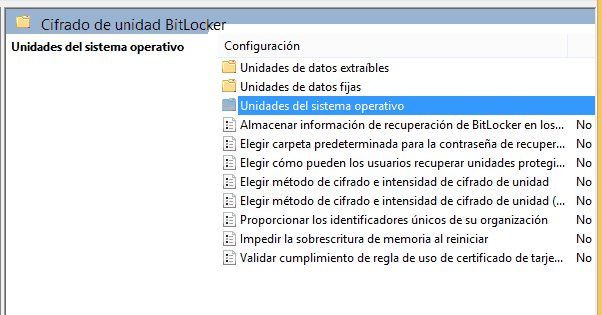 Cifrado de unidad BitLocker
Unidades del sistema operativo
Configuración
Unidades de datos extraíbles
Unidades de datos fijas
Unidades del sistema operativo
Almacenar información de recuperación de BitLocker en los... No
Elegir carpeta predeterminada para la contraseña de recuper... No
Elegir cómo pueden los usuarios recuperar unidades protegi... No
Elegir método de cifrado e intensidad de cifrado de unidad No
Elegir método de cifrado e intensidad de cifrado de unidad (... No
Proporcionar los identificadores únicos de su organización No
Impedir la sobrescritura de memoria al reiniciar No
Validar cumplimiento de regla de uso de certificado de tarje... No